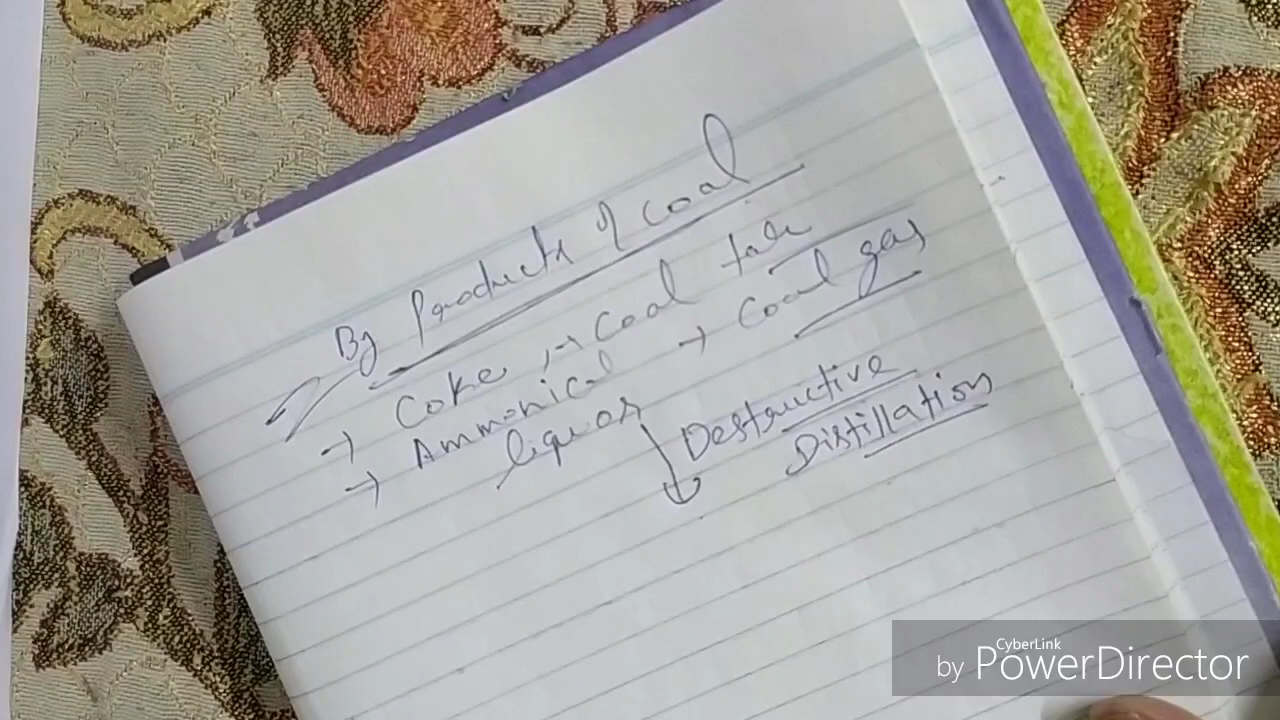 By Products of coal
→ Coke, → Coal tar
→ Ammonical → Coal gas
liquor
↓ Destructive
Distillation
CyberLink
by PowerDirector